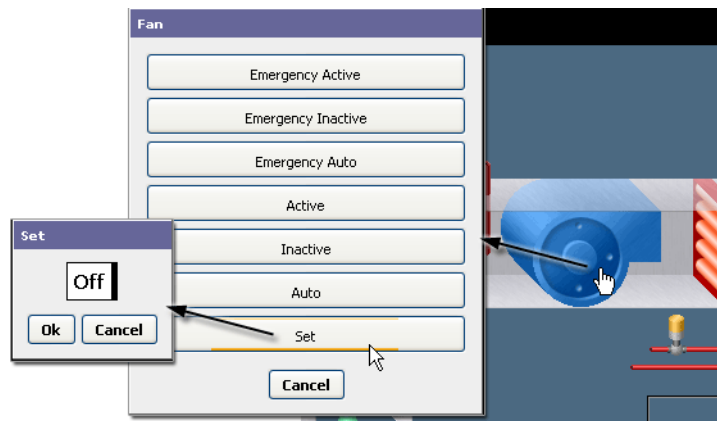 Fan
Emergency Active
Emergency Inactive
Emergency Auto
Active
Inactive
Auto
Set
Cancel
Set
Off
Ok Cancel